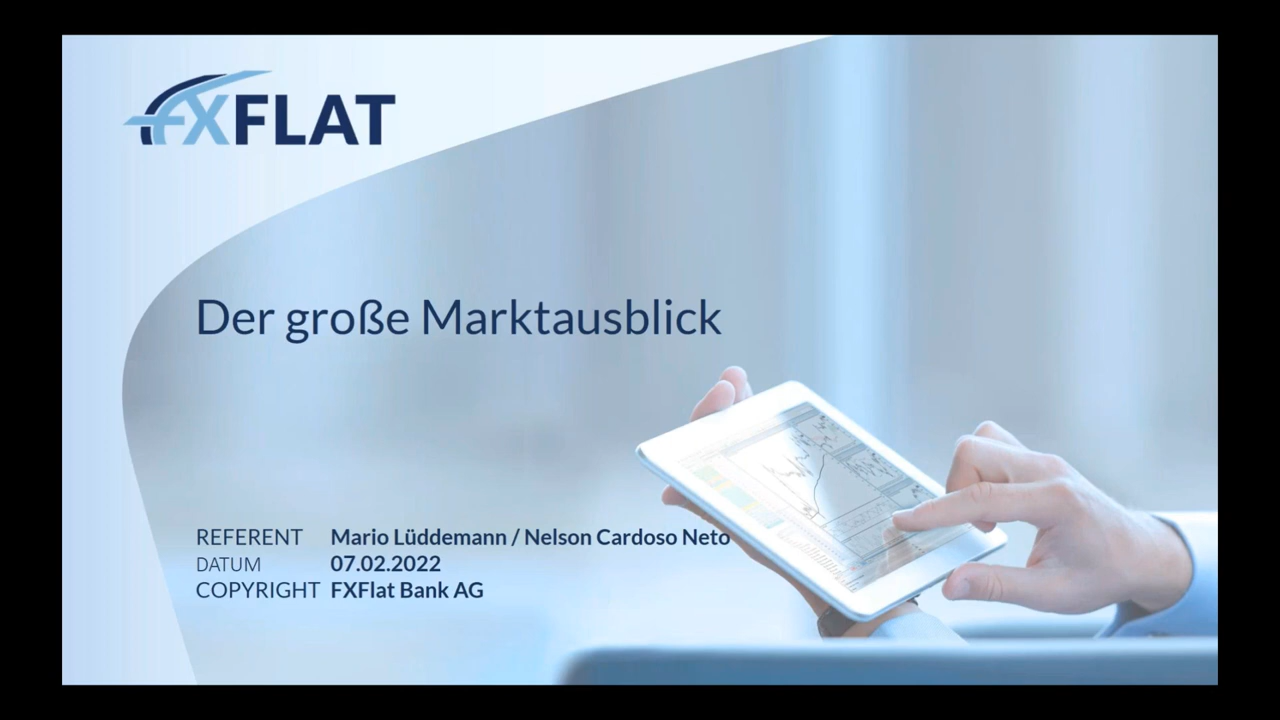 FXFLAT
Der große Marktausblick
REFERENT Mario Lüddemann / Nelson Cardoso Neto
DATUM 07.02.2022
COPYRIGHT FXFlat Bank AG